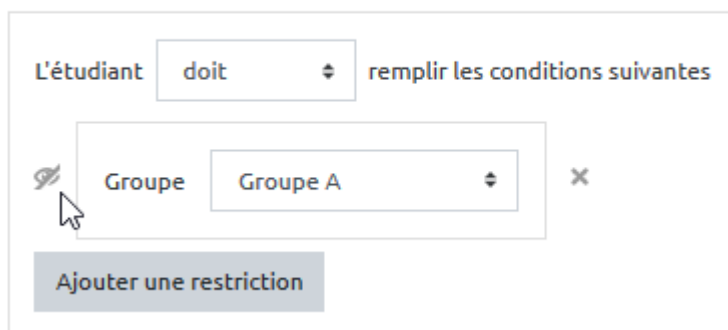 L'étudiant doit remplir les conditions suivantes
Groupe Groupe A
Ajouter une restriction